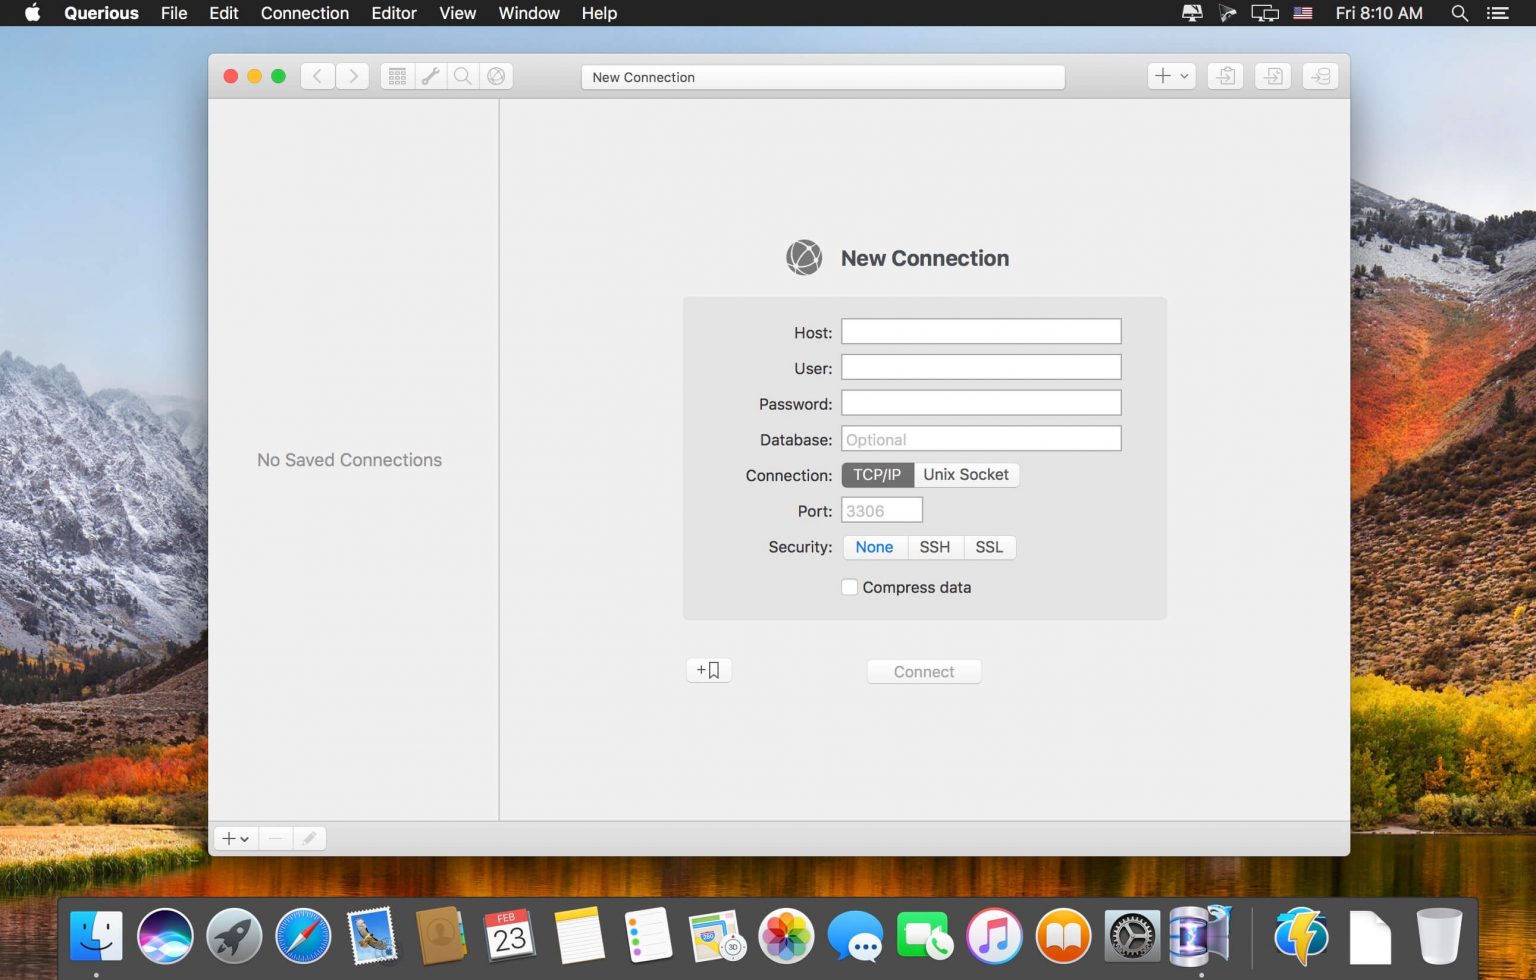 Querious File Edit Connection Editor View Window Help Fri 8:10 AM
New Connection
New Connection
Host:
User:
Password:
Database: Optional
No Saved Connections
Connection: TCP/IP Unix Socket
Port: 3306
Security: None SSH SSL
Compress data
Connect
FEB
23
3D